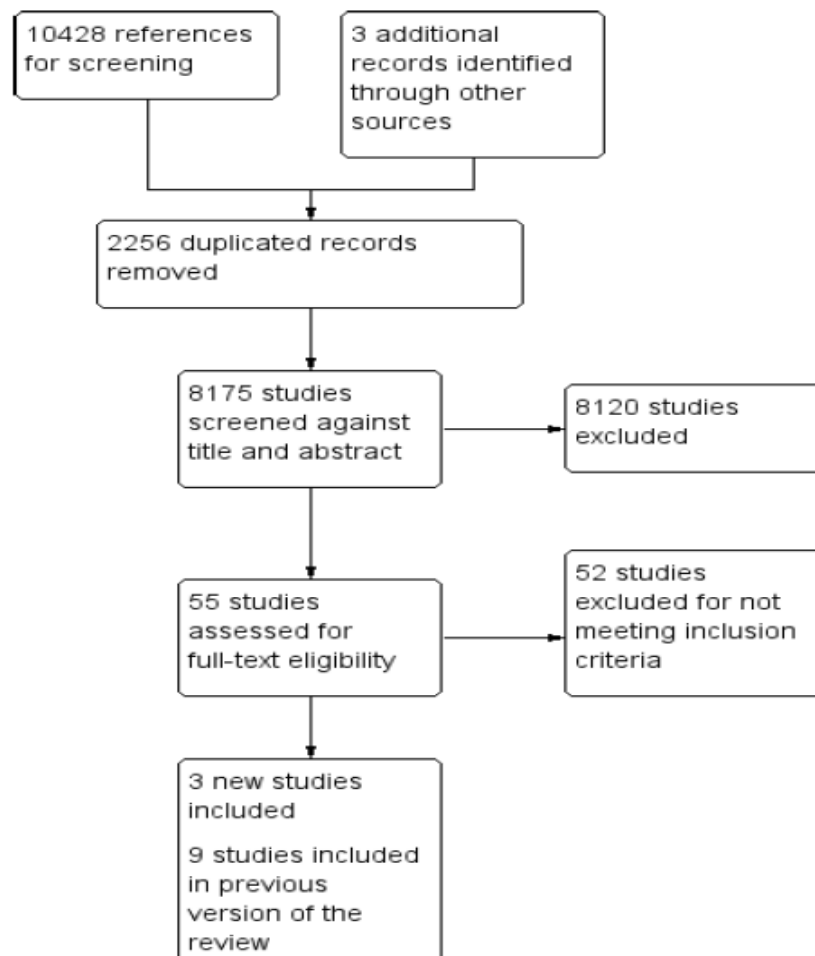 10428 references
for screening
3 additional
records identified
through other
sources
2256 duplicated records
removed
8175 studies
screened against
title and abstract
8120 studies
excluded
55 studies
assessed for
full-text eligibility
52 studies
excluded for not
meeting inclusion
criteria
3 new studies
included
9 studies included
in previous
version of the
review